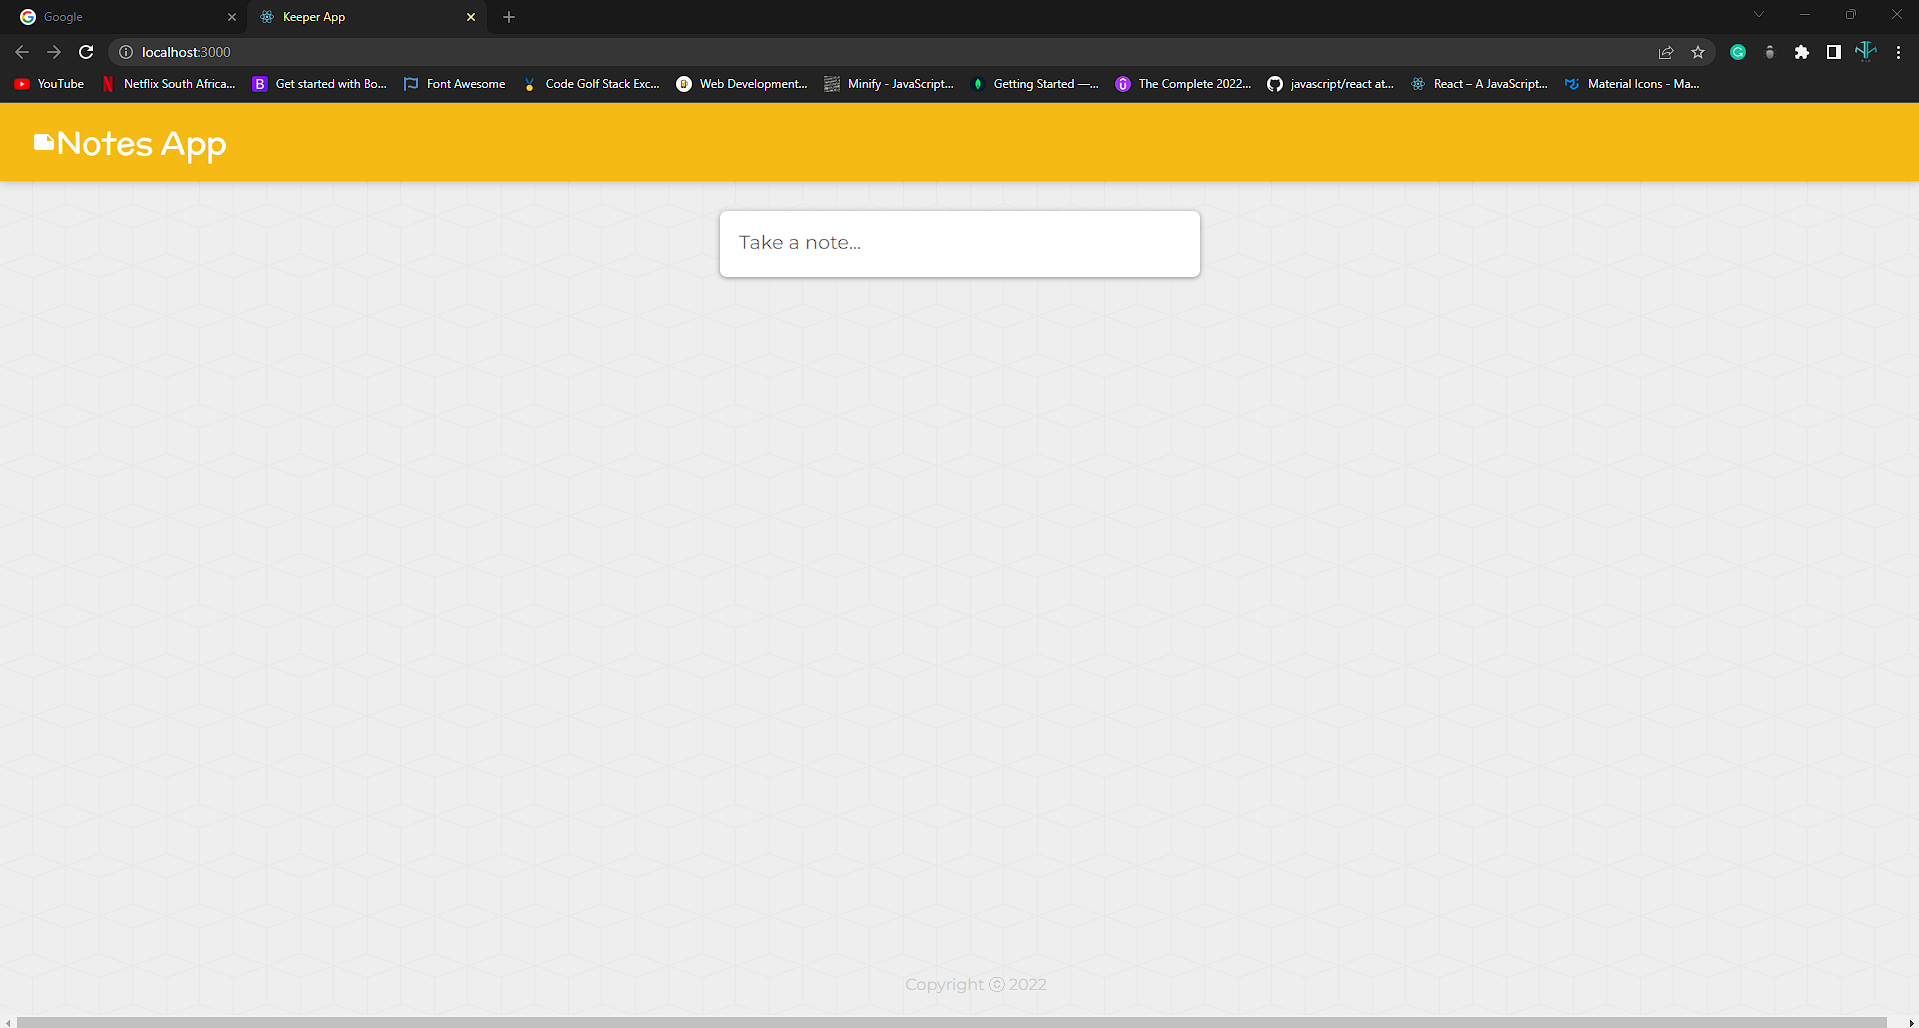 Google
Keeper App
localhost:3000
YouTube
Netflix South Africa...
B
Get started with Bo...
Font Awesome
Code Golf Stack Exc...
Web Development...
Minify - JavaScript...
Getting Started —...
The Complete 2022...
javascript/react at...
React – A JavaScript...
Material Icons - Ma...
Notes App
Take a note...
Copyright ⓒ 2022